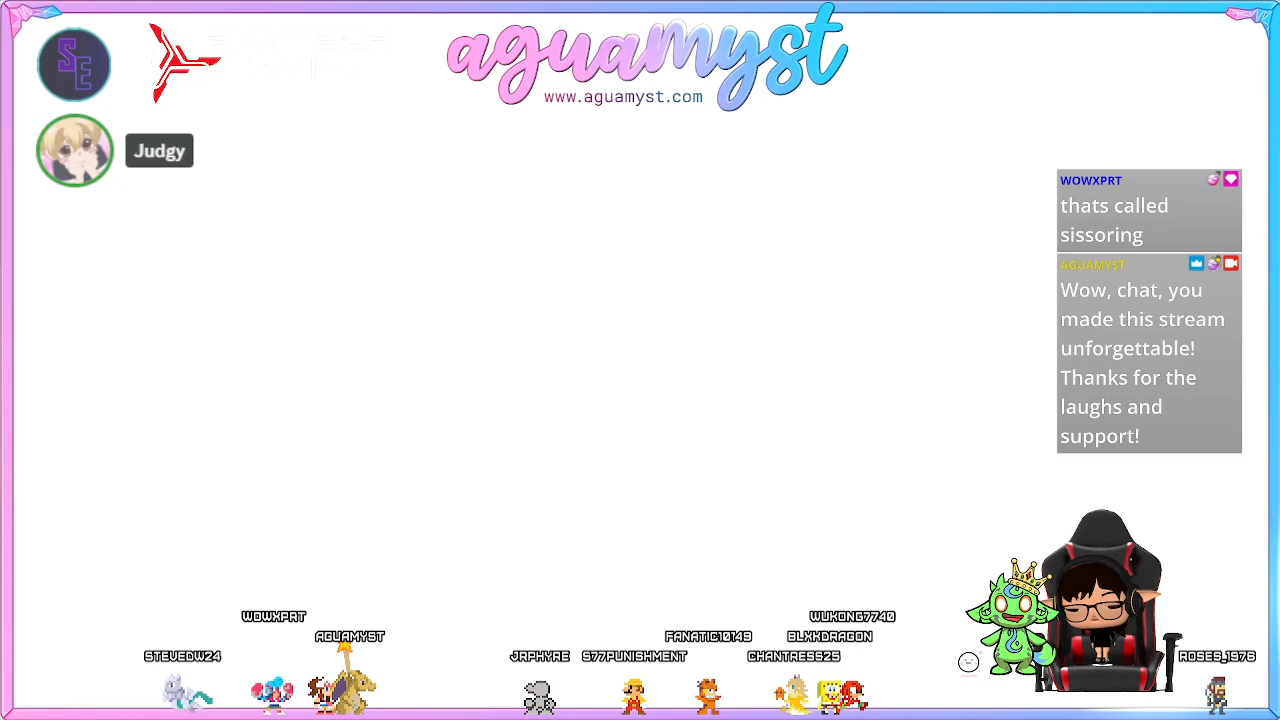 SE
aguamyst
www.aguamyst.com
Judgy
WOWXPRT
thats called
sissoring
AGUAMYST
Wow, chat, you
made this stream
unforgettable!
Thanks for the
laughs and
support!
WOWXPRT
WUKONG7740
AGUAMYST
FANATIC10149
BLXKDRAGON
STEVEDW24
JRPHYRE
S77PUNISHMENT
CHANTRESS25
ROSES_1976